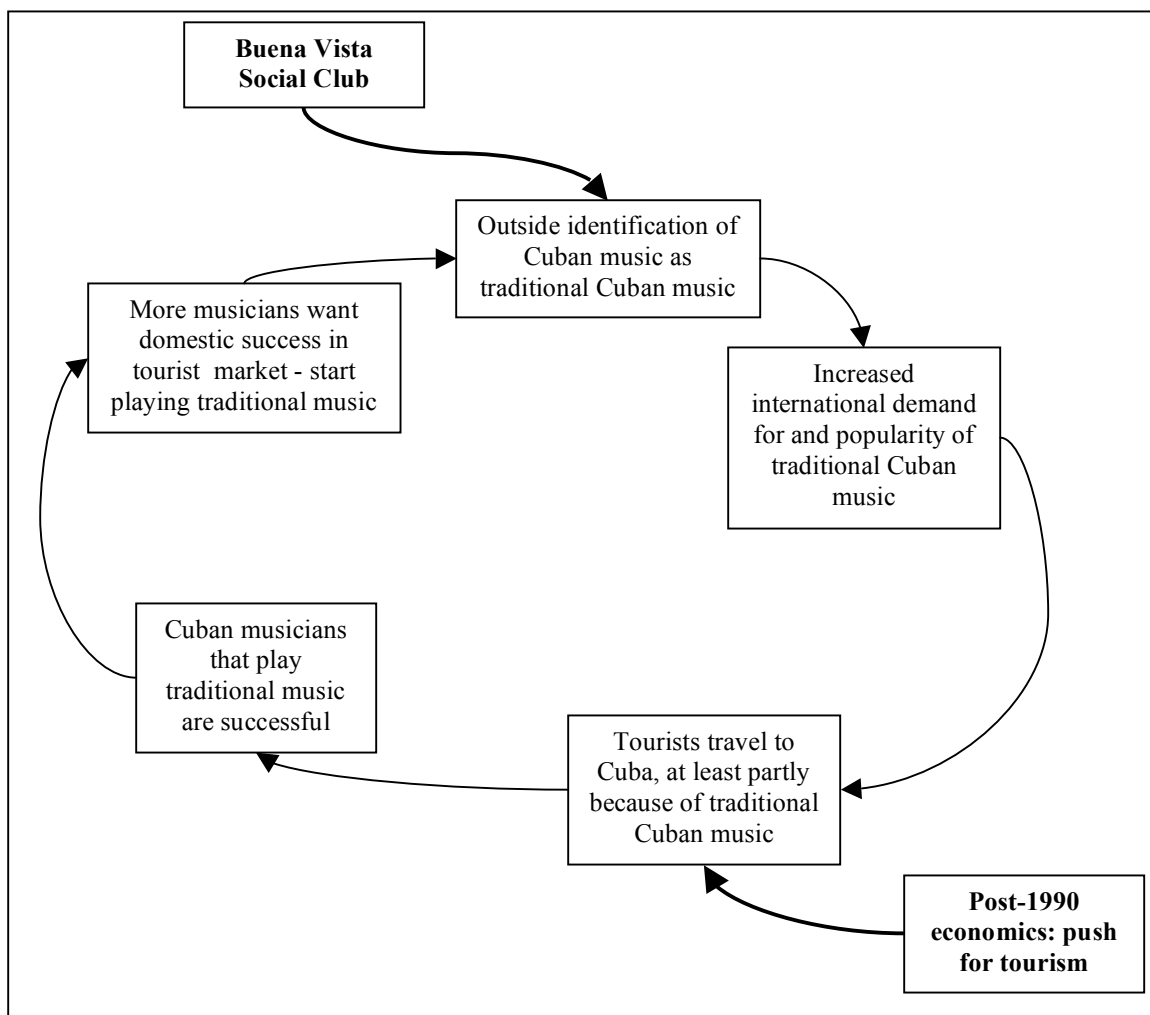 Buena Vista
Social Club
Outside identification of
Cuban music as
traditional Cuban music
More musicians want
domestic success in
tourist market - start
playing traditional music
Increased
international demand
for and popularity of
traditional Cuban
music
Cuban musicians
that play
traditional music
are successful
Tourists travel to
Cuba, at least partly
because of traditional
Cuban music
Post-1990
economics: push
for tourism